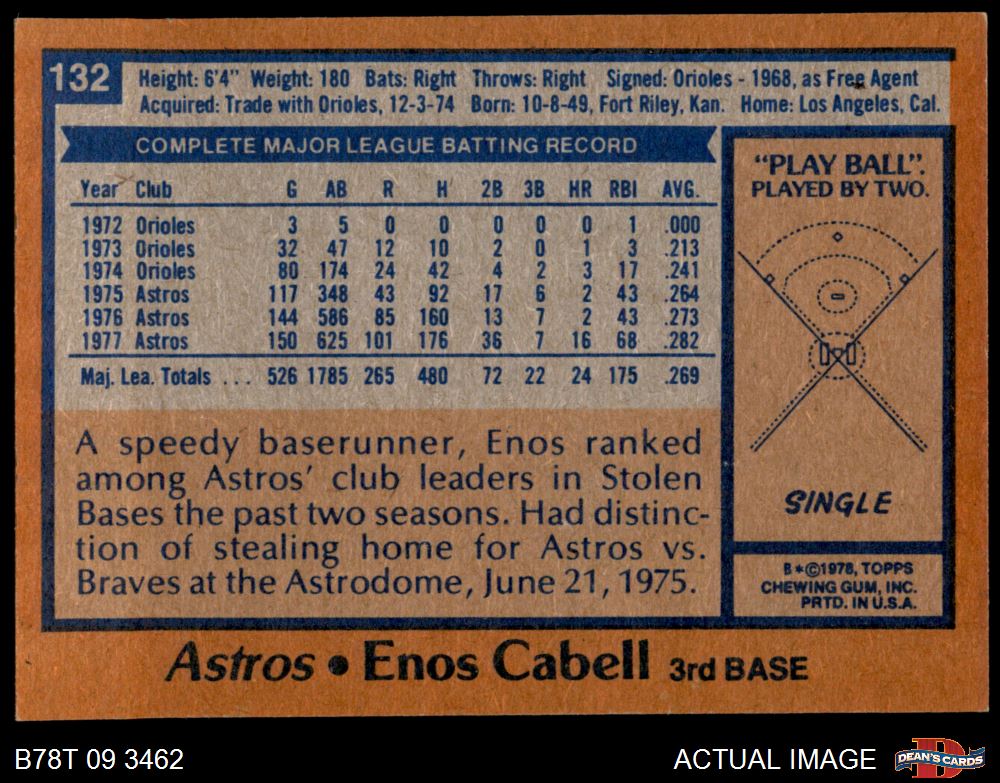 132
Height: 6'4" Weight: 180 Bats: Right Throws: Right Signed: Orioles - 1968, as Free Agent
Acquired: Trade with Orioles, 12-3-74 Born: 10-8-49, Fort Riley, Kan. Home: Los Angeles, Cal.
COMPLETE MAJOR LEAGUE BATTING RECORD
Year Club G AB R H 2B 3B HR RBI AVG.
1972 Orioles 3 5 0 0 0 0 0 1 .000
1973 Orioles 32 47 12 10 2 0 1 3 .213
1974 Orioles 80 174 24 42 4 2 3 17 .241
1975 Astros 117 348 43 92 17 6 2 43 .264
1976 Astros 144 586 85 160 13 7 2 43 .273
1977 Astros 150 625 101 176 36 7 16 68 .282
Maj. Lea. Totals ... 526 1785 265 480 72 22 24 175 .269
A speedy baserunner, Enos ranked
among Astros' club leaders in Stolen
Bases the past two seasons. Had distinc-
tion of stealing home for Astros vs.
Braves at the Astrodome, June 21, 1975.
"PLAY BALL".
PLAYED BY TWO.
SINGLE
B*©1978, TOPPS
CHEWING GUM, INC.
PRTD. IN U.S.A.
Astros • Enos Cabell 3rd BASE
B78T 09 3462
ACTUAL IMAGE
DEAN'S CARDS